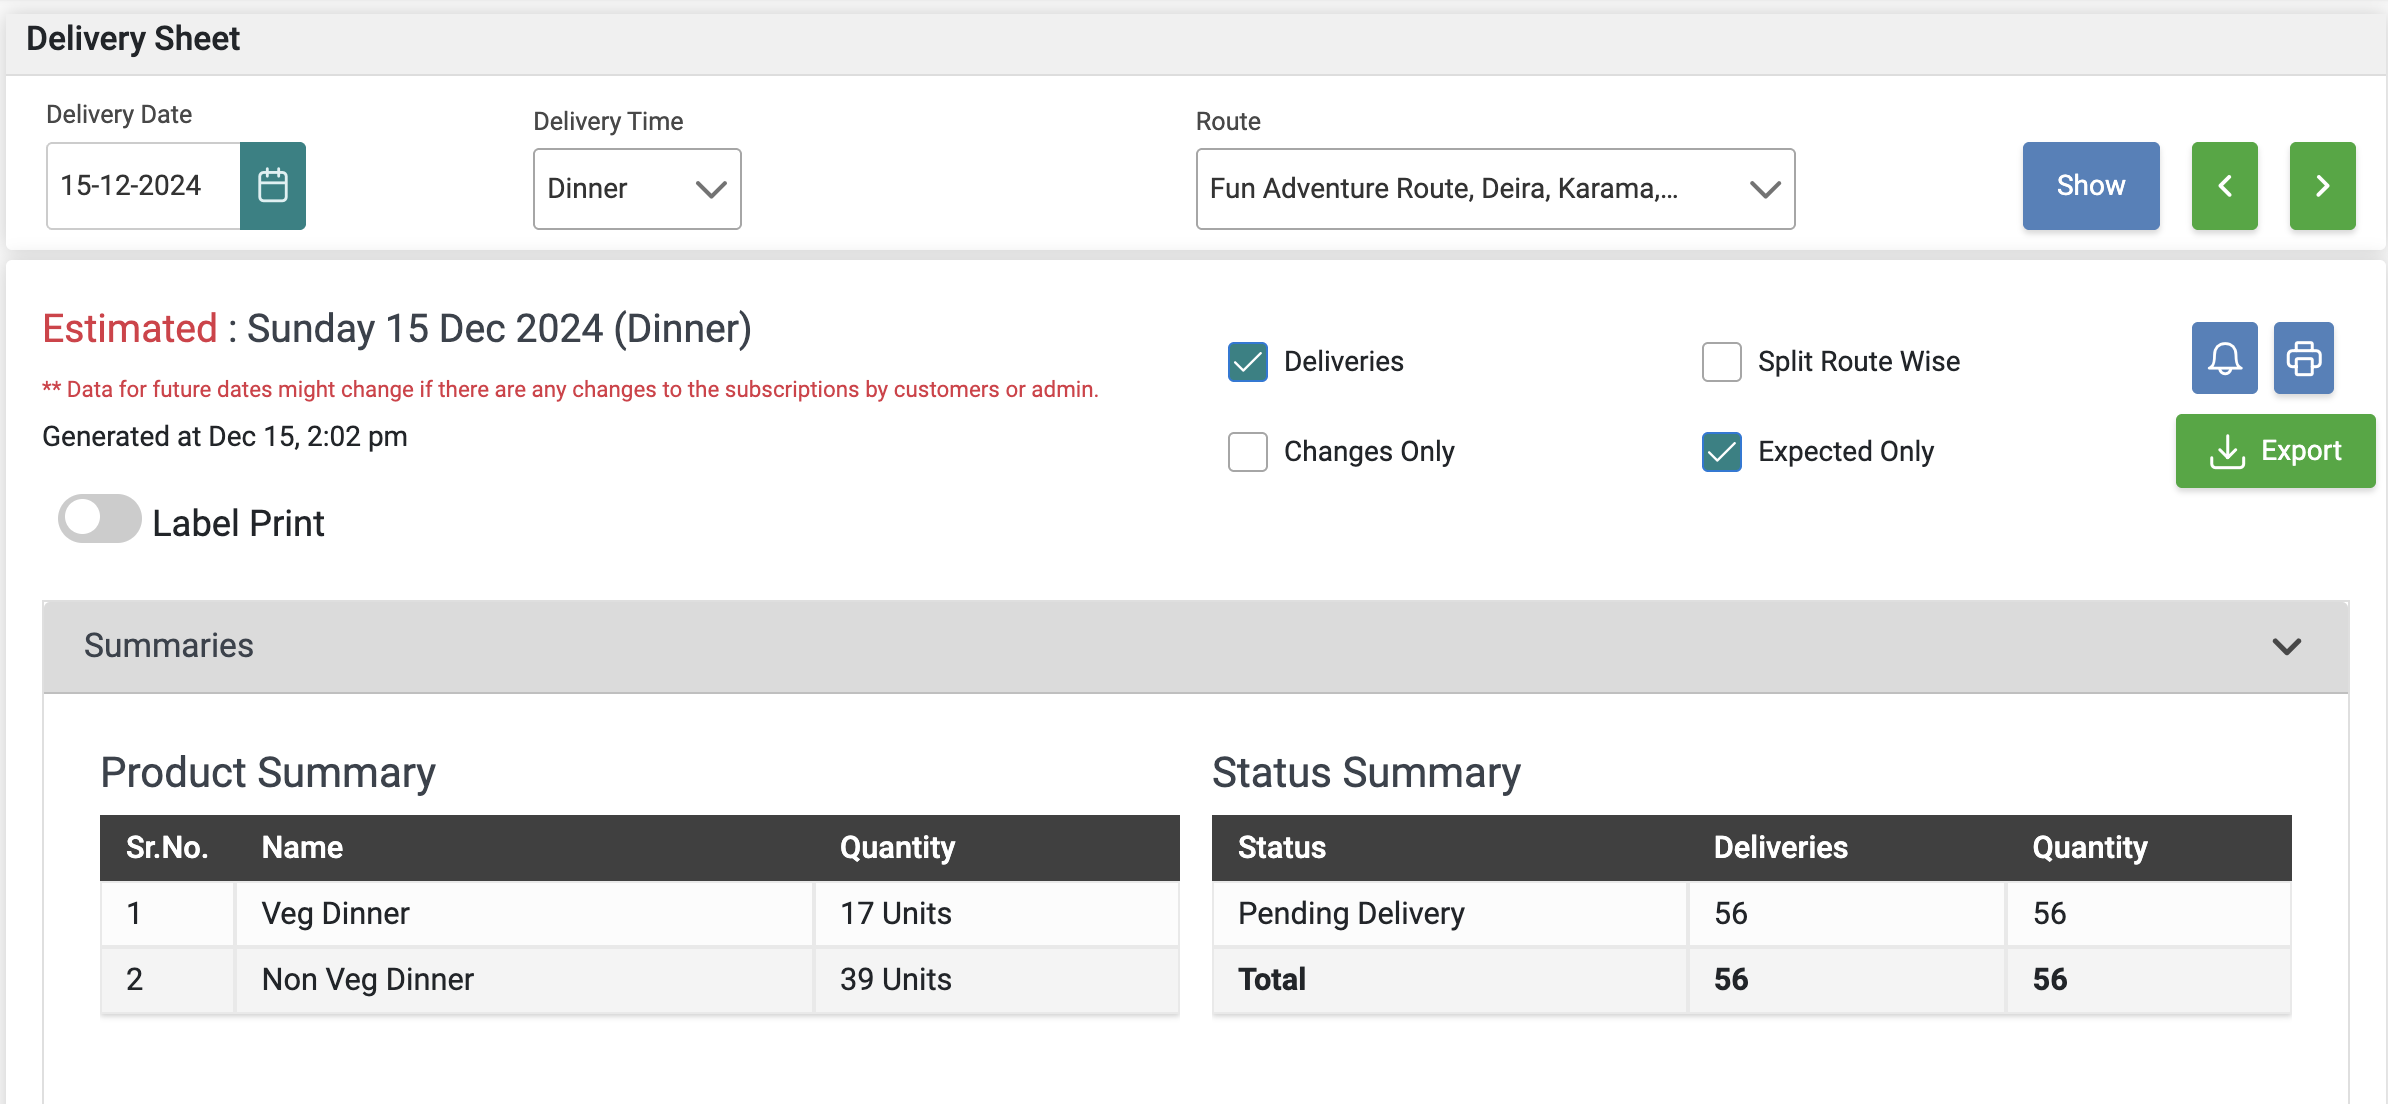 Delivery Sheet
Delivery Date
Delivery Time
Route
15-12-2024
Dinner
Fun Adventure Route, Deira, Karama,...
Show
Estimated : Sunday 15 Dec 2024 (Dinner)
** Data for future dates might change if there are any changes to the subscriptions by customers or admin.
Generated at Dec 15, 2:02 pm
Label Print
Deliveries
Split Route Wise
Changes Only
Expected Only
Export
Summaries
Product Summary
Sr.No. Name Quantity
1 Veg Dinner 17 Units
2 Non Veg Dinner 39 Units
Status Summary
Status Deliveries Quantity
Pending Delivery 56 56
Total 56 56